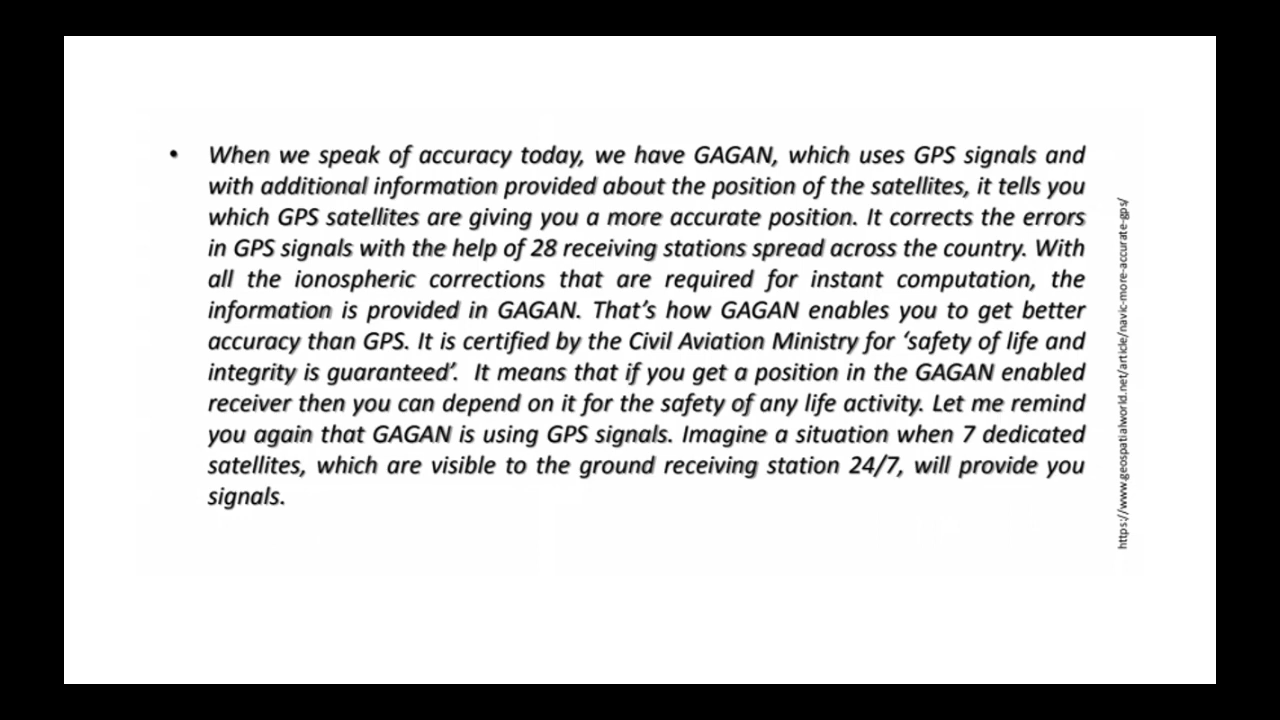 • When we speak of accuracy today, we have GAGAN, which uses GPS signals and
with additional information provided about the position of the satellites, it tells you
which GPS satellites are giving you a more accurate position. It corrects the errors
in GPS signals with the help of 28 receiving stations spread across the country. With
all the ionospheric corrections that are required for instant computation, the
information is provided in GAGAN. That’s how GAGAN enables you to get better
accuracy than GPS. It is certified by the Civil Aviation Ministry for ‘safety of life and
integrity is guaranteed’. It means that if you get a position in the GAGAN enabled
receiver then you can depend on it for the safety of any life activity. Let me remind
you again that GAGAN is using GPS signals. Imagine a situation when 7 dedicated
satellites, which are visible to the ground receiving station 24/7, will provide you
signals.
https://www.geospatialworld.net/article/navic-more-accurate-gps/